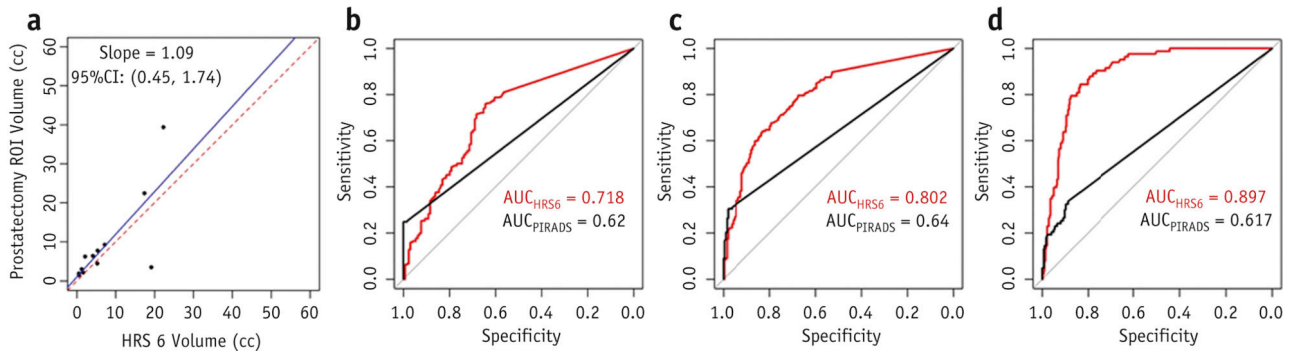 a
Slope = 1.09
95%CI: (0.45, 1.74)
Prostatectomy ROI Volume (cc)
60
50
40
30
20
10
0
0 10 20 30 40 50 60
HRS 6 Volume (cc)
b
Sensitivity
1.0
0.8
0.6
0.4
0.2
0.0
AUC_HRS6 = 0.718
AUC_PIRADS = 0.62
1.0 0.8 0.6 0.4 0.2 0.0
Specificity
c
Sensitivity
1.0
0.8
0.6
0.4
0.2
0.0
AUC_HRS6 = 0.802
AUC_PIRADS = 0.64
1.0 0.8 0.6 0.4 0.2 0.0
Specificity
d
Sensitivity
1.0
0.8
0.6
0.4
0.2
0.0
AUC_HRS6 = 0.897
AUC_PIRADS = 0.617
1.0 0.8 0.6 0.4 0.2 0.0
Specificity